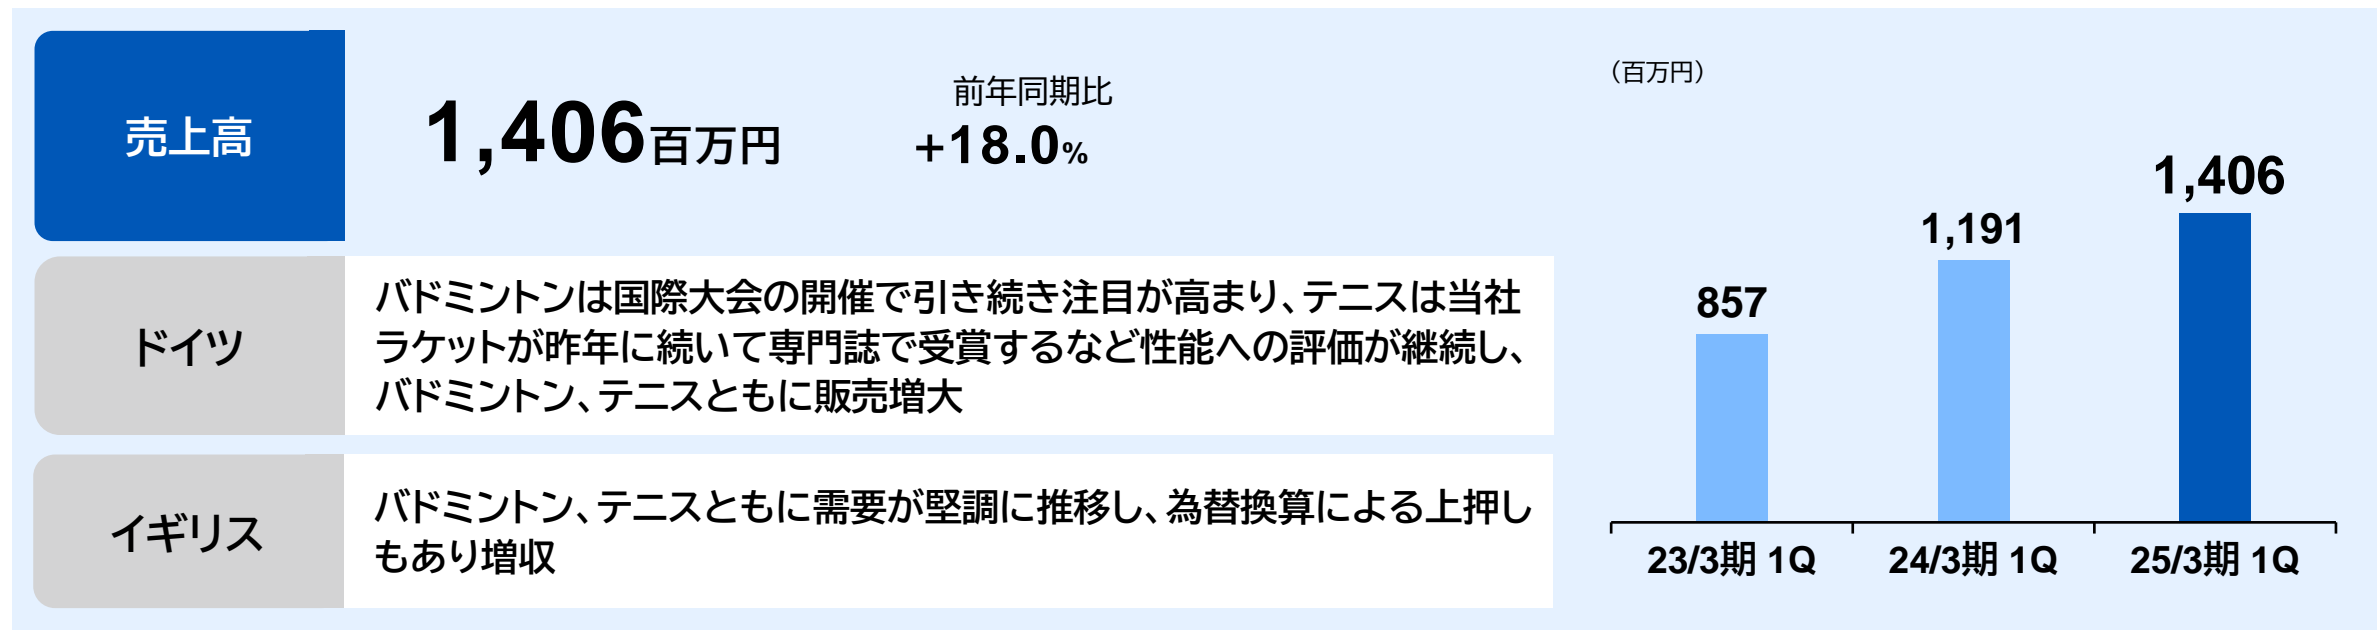 売上高
1,406百万円
前年同期比
+18.0%
ドイツ
バドミントンは国際大会の開催で引き続き注目が高まり、テニスは当社
ラケットが昨年に続いて専門誌で受賞するなど性能への評価が継続し、
バドミントン、テニスともに販売増大
イギリス
バドミントン、テニスともに需要が堅調に推移し、為替換算による上押し
もあり増収
（百万円）
857
1,191
1,406
23/3期 1Q
24/3期 1Q
25/3期 1Q